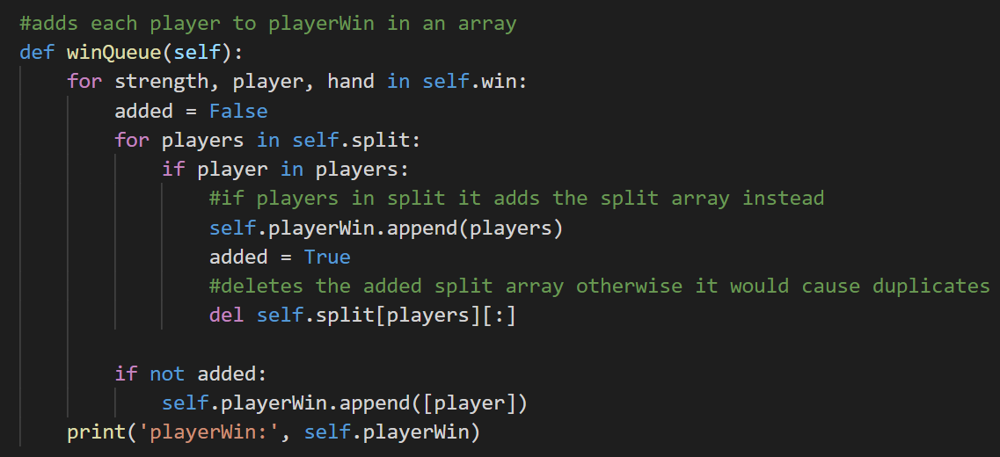 #adds each player to playerWin in an array
def winQueue(self):
    for strength, player, hand in self.win:
        added = False
        for players in self.split:
            if player in players:
                #if players in split it adds the split array instead
                self.playerWin.append(players)
                added = True
                #deletes the added split array otherwise it would cause duplicates
                del self.split[players][:]

        if not added:
            self.playerWin.append([player])
    print('playerWin:', self.playerWin)